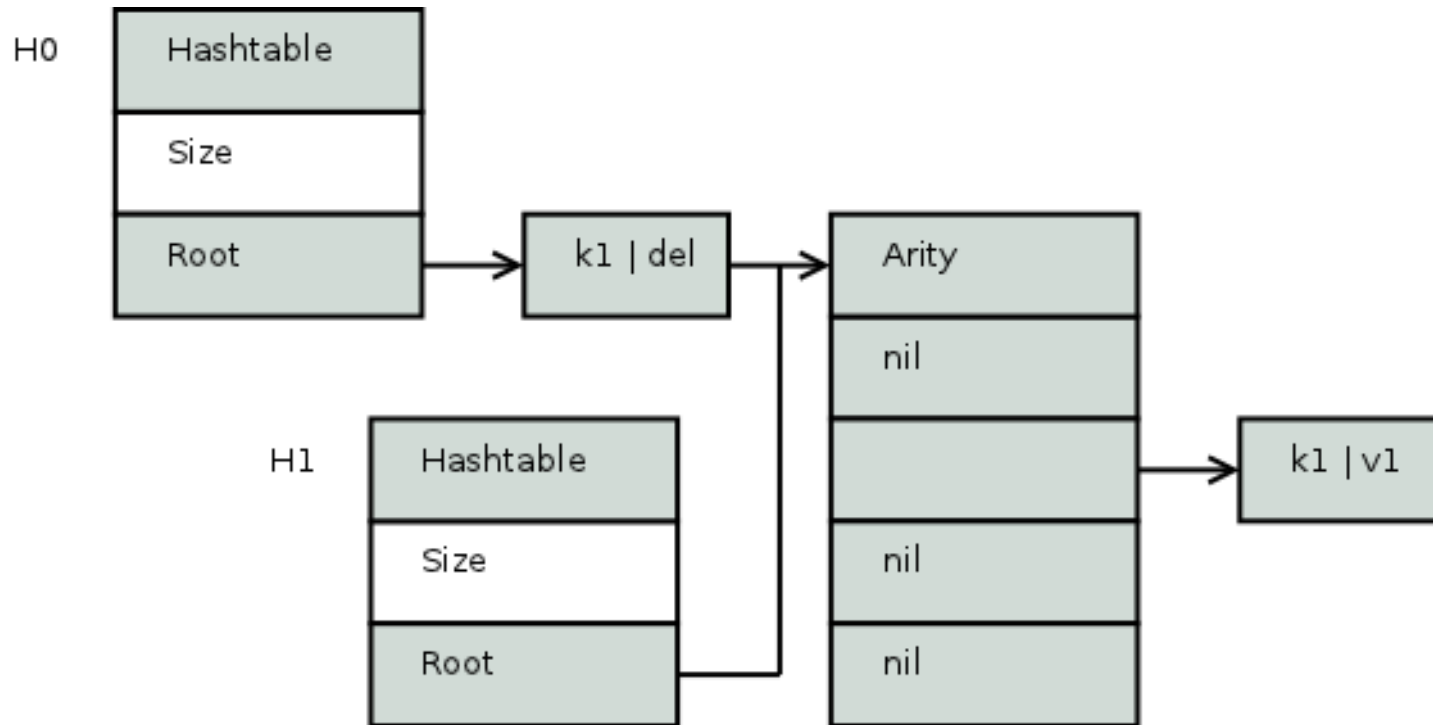 H0
Hashtable
Size
Root
k1 | del
Arity
nil
nil
nil
k1 | v1
H1
Hashtable
Size
Root